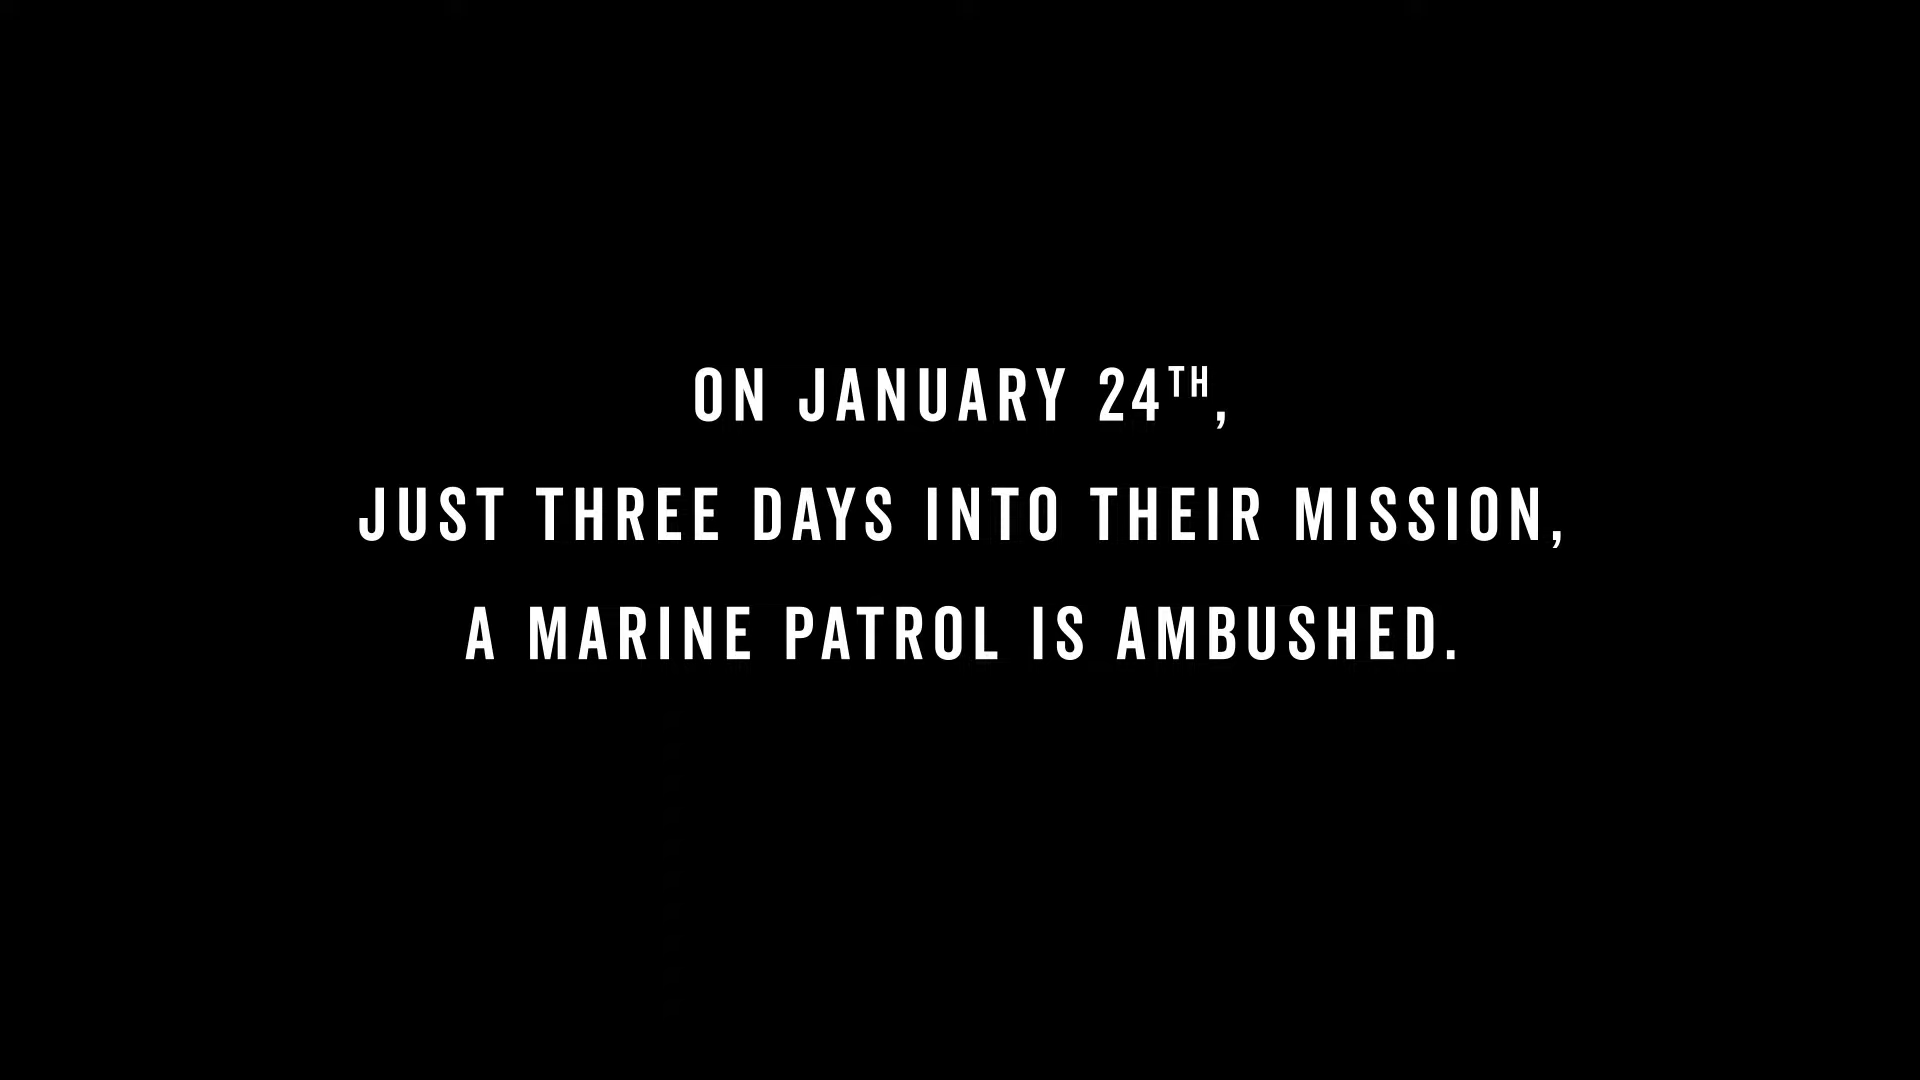 ON JANUARY 24TH,
JUST THREE DAYS INTO THEIR MISSION,
A MARINE PATROL IS AMBUSHED.